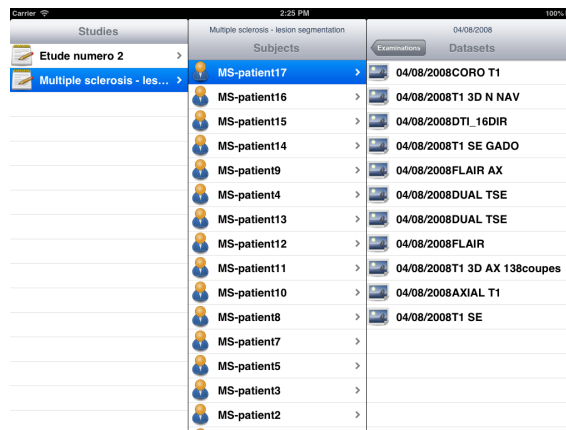 Carrier 2:25 PM 100%
Studies
Etude numero 2
Multiple sclerosis - les...
Multiple sclerosis - lesion segmentation
Subjects
MS-patient17
MS-patient16
MS-patient15
MS-patient14
MS-patient9
MS-patient4
MS-patient13
MS-patient12
MS-patient11
MS-patient10
MS-patient8
MS-patient7
MS-patient5
MS-patient3
MS-patient2
04/08/2008
Examinations Datasets
04/08/2008CORO T1
04/08/2008T1 3D N NAV
04/08/2008DTI_16DIR
04/08/2008T1 SE GADO
04/08/2008FLAIR AX
04/08/2008DUAL TSE
04/08/2008DUAL TSE
04/08/2008FLAIR
04/08/2008T1 3D AX 138coupes
04/08/2008AXIAL T1
04/08/2008T1 SE